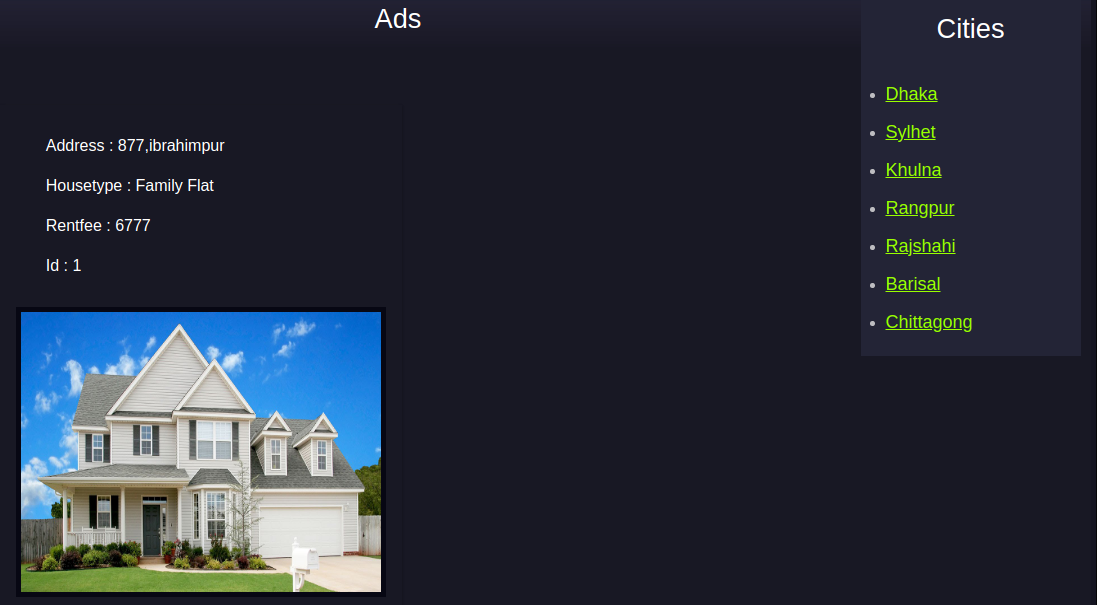 Ads
Address : 877,ibrahimpur
Housetype : Family Flat
Rentfee : 6777
Id : 1
Cities
Dhaka
Sylhet
Khulna
Rangpur
Rajshahi
Barisal
Chittagong